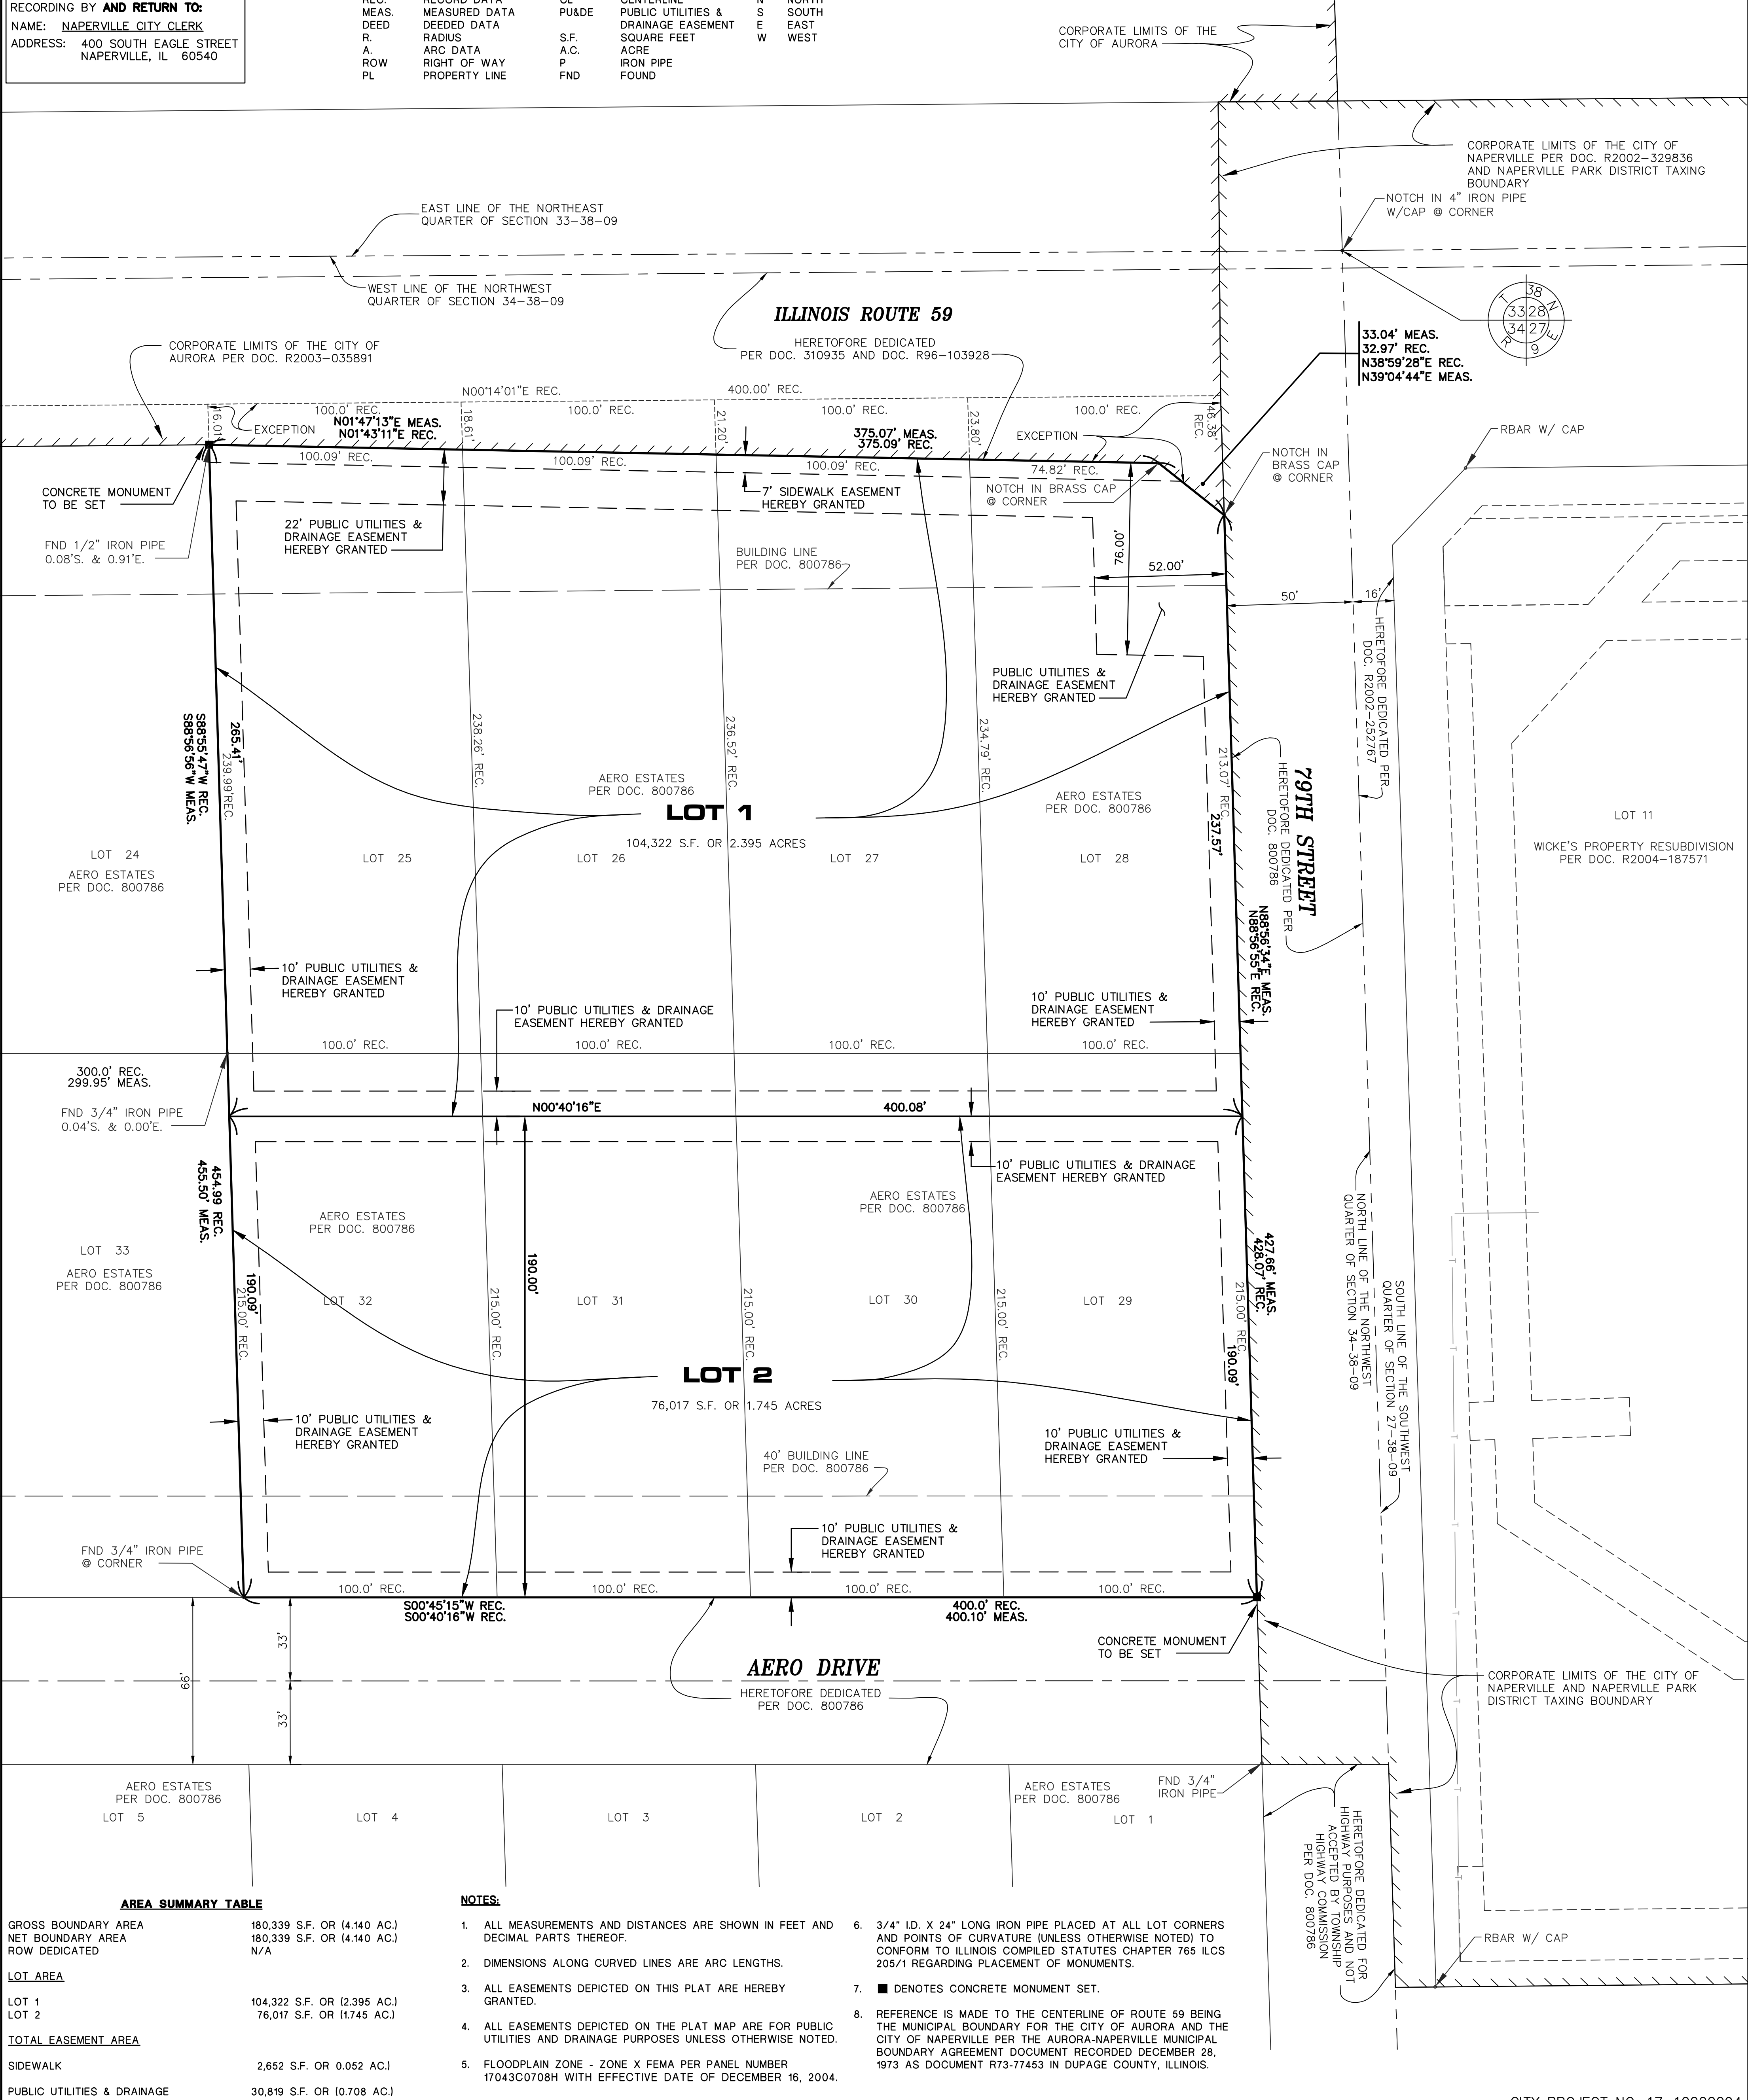 RECORDING BY AND RETURN TO:
NAME: NAPERVILLE CITY CLERK
ADDRESS: 400 SOUTH EAGLE STREET
NAPERVILLE, IL 60540
MEAS. MEASURED DATA PU&DE PUBLIC UTILITIES & S SOUTH
DEED DEEDED DATA DRAINAGE EASEMENT E EAST
R. RADIUS S.F. SQUARE FEET W WEST
A. ARC DATA A.C. ACRE
ROW RIGHT OF WAY P IRON PIPE
PL PROPERTY LINE FND FOUND
CORPORATE LIMITS OF THE
CITY OF AURORA
CORPORATE LIMITS OF THE CITY OF
NAPERVILLE PER DOC. R2002-329836
AND NAPERVILLE PARK DISTRICT TAXING
BOUNDARY
NOTCH IN 4" IRON PIPE
W/CAP @ CORNER
EAST LINE OF THE NORTHEAST
QUARTER OF SECTION 33-38-09
WEST LINE OF THE NORTHWEST
QUARTER OF SECTION 34-38-09
ILLINOIS ROUTE 59
HERETOFORE DEDICATED
PER DOC. 310935 AND DOC. R96-103928
T 38 N
33 28
34 27
R 9 E
33.04' MEAS.
32.97' REC.
N38°59'28"E REC.
N39°04'44"E MEAS.
CORPORATE LIMITS OF THE CITY OF
AURORA PER DOC. R2003-035891
N00°14'01"E REC. 400.00' REC.
100.0' REC. 100.0' REC. 100.0' REC. 100.0' REC.
16.01'
18.61'
21.20'
23.80'
46.38'
REC.
EXCEPTION
N01°47'13"E MEAS.
N01°43'11"E REC.
375.07' MEAS.
375.09' REC.
EXCEPTION
100.09' REC. 100.09' REC. 100.09' REC. 74.82' REC.
RBAR W/ CAP
NOTCH IN
BRASS CAP
@ CORNER
NOTCH IN BRASS CAP
@ CORNER
CONCRETE MONUMENT
TO BE SET
7' SIDEWALK EASEMENT
HEREBY GRANTED
22' PUBLIC UTILITIES &
DRAINAGE EASEMENT
HEREBY GRANTED
FND 1/2" IRON PIPE
0.08'S. & 0.91'E.
BUILDING LINE
PER DOC. 800786
76.00'
52.00'
50'
16'
HERETOFORE DEDICATED PER
DOC. R2002-252767
PUBLIC UTILITIES &
DRAINAGE EASEMENT
HEREBY GRANTED
S88°55'47"W REC.
S88°56'56"W MEAS.
265.41'
239.99' REC.
238.26' REC.
236.52' REC.
234.79' REC.
213.07' REC.
237.57'
79TH STREET
HERETOFORE DEDICATED PER
DOC. 800786
AERO ESTATES
PER DOC. 800786
LOT 1
104,322 S.F. OR 2.395 ACRES
AERO ESTATES
PER DOC. 800786
LOT 11
WICKE'S PROPERTY RESUBDIVISION
PER DOC. R2004-187571
LOT 24
AERO ESTATES
PER DOC. 800786
LOT 25
LOT 26
LOT 27
LOT 28
N88°56'34"E MEAS.
N88°56'55"E REC.
10' PUBLIC UTILITIES &
DRAINAGE EASEMENT
HEREBY GRANTED
10' PUBLIC UTILITIES & DRAINAGE
EASEMENT HEREBY GRANTED
10' PUBLIC UTILITIES &
DRAINAGE EASEMENT
HEREBY GRANTED
100.0' REC. 100.0' REC. 100.0' REC. 100.0' REC.
300.0' REC.
299.95' MEAS.
FND 3/4" IRON PIPE
0.04'S. & 0.00'E.
N00°40'16"E 400.08'
454.99 REC.
455.50' MEAS.
10' PUBLIC UTILITIES & DRAINAGE
EASEMENT HEREBY GRANTED
AERO ESTATES
PER DOC. 800786
AERO ESTATES
PER DOC. 800786
LOT 33
AERO ESTATES
PER DOC. 800786
190.09'
215.00' REC.
190.00'
LOT 32
LOT 31
LOT 30
LOT 29
215.00' REC.
215.00' REC.
215.00' REC.
215.00' REC.
190.09'
427.66' MEAS.
428.07' REC.
NORTH LINE OF THE NORTHWEST
QUARTER OF SECTION 34-38-09
SOUTH LINE OF THE SOUTHWEST
QUARTER OF SECTION 27-38-09
LOT 2
76,017 S.F. OR 1.745 ACRES
10' PUBLIC UTILITIES &
DRAINAGE EASEMENT
HEREBY GRANTED
10' PUBLIC UTILITIES &
DRAINAGE EASEMENT
HEREBY GRANTED
40' BUILDING LINE
PER DOC. 800786
10' PUBLIC UTILITIES &
DRAINAGE EASEMENT
HEREBY GRANTED
FND 3/4" IRON PIPE
@ CORNER
100.0' REC. 100.0' REC. 100.0' REC. 100.0' REC.
S00°45'15"W REC.
S00°40'16"W REC.
400.0' REC.
400.10' MEAS.
CONCRETE MONUMENT
TO BE SET
66'
33'
33'
AERO DRIVE
HERETOFORE DEDICATED
PER DOC. 800786
CORPORATE LIMITS OF THE CITY OF
NAPERVILLE AND NAPERVILLE PARK
DISTRICT TAXING BOUNDARY
AERO ESTATES
PER DOC. 800786
LOT 5
LOT 4
LOT 3
LOT 2
AERO ESTATES
PER DOC. 800786
LOT 1
FND 3/4"
IRON PIPE
HERETOFORE DEDICATED FOR
HIGHWAY PURPOSES AND NOT
ACCEPTED BY TOWNSHIP
HIGHWAY COMMISSION
PER DOC. 800786
RBAR W/ CAP
AREA SUMMARY TABLE
GROSS BOUNDARY AREA 180,339 S.F. OR (4.140 AC.)
NET BOUNDARY AREA 180,339 S.F. OR (4.140 AC.)
ROW DEDICATED N/A
LOT AREA
LOT 1 104,322 S.F. OR (2.395 AC.)
LOT 2 76,017 S.F. OR (1.745 AC.)
TOTAL EASEMENT AREA
SIDEWALK 2,652 S.F. OR 0.052 AC.)
PUBLIC UTILITIES & DRAINAGE 30,819 S.F. OR (0.708 AC.)
NOTES:
1. ALL MEASUREMENTS AND DISTANCES ARE SHOWN IN FEET AND
DECIMAL PARTS THEREOF.
2. DIMENSIONS ALONG CURVED LINES ARE ARC LENGTHS.
3. ALL EASEMENTS DEPICTED ON THIS PLAT ARE HEREBY
GRANTED.
4. ALL EASEMENTS DEPICTED ON THE PLAT MAP ARE FOR PUBLIC
UTILITIES AND DRAINAGE PURPOSES UNLESS OTHERWISE NOTED.
5. FLOODPLAIN ZONE - ZONE X FEMA PER PANEL NUMBER
17043C0708H WITH EFFECTIVE DATE OF DECEMBER 16, 2004.
6. 3/4" I.D. X 24" LONG IRON PIPE PLACED AT ALL LOT CORNERS
AND POINTS OF CURVATURE (UNLESS OTHERWISE NOTED) TO
CONFORM TO ILLINOIS COMPILED STATUTES CHAPTER 765 ILCS
205/1 REGARDING PLACEMENT OF MONUMENTS.
7. ■ DENOTES CONCRETE MONUMENT SET.
8. REFERENCE IS MADE TO THE CENTERLINE OF ROUTE 59 BEING
THE MUNICIPAL BOUNDARY FOR THE CITY OF AURORA AND THE
CITY OF NAPERVILLE PER THE AURORA-NAPERVILLE MUNICIPAL
BOUNDARY AGREEMENT DOCUMENT RECORDED DECEMBER 28,
1973 AS DOCUMENT R73-77453 IN DUPAGE COUNTY, ILLINOIS.